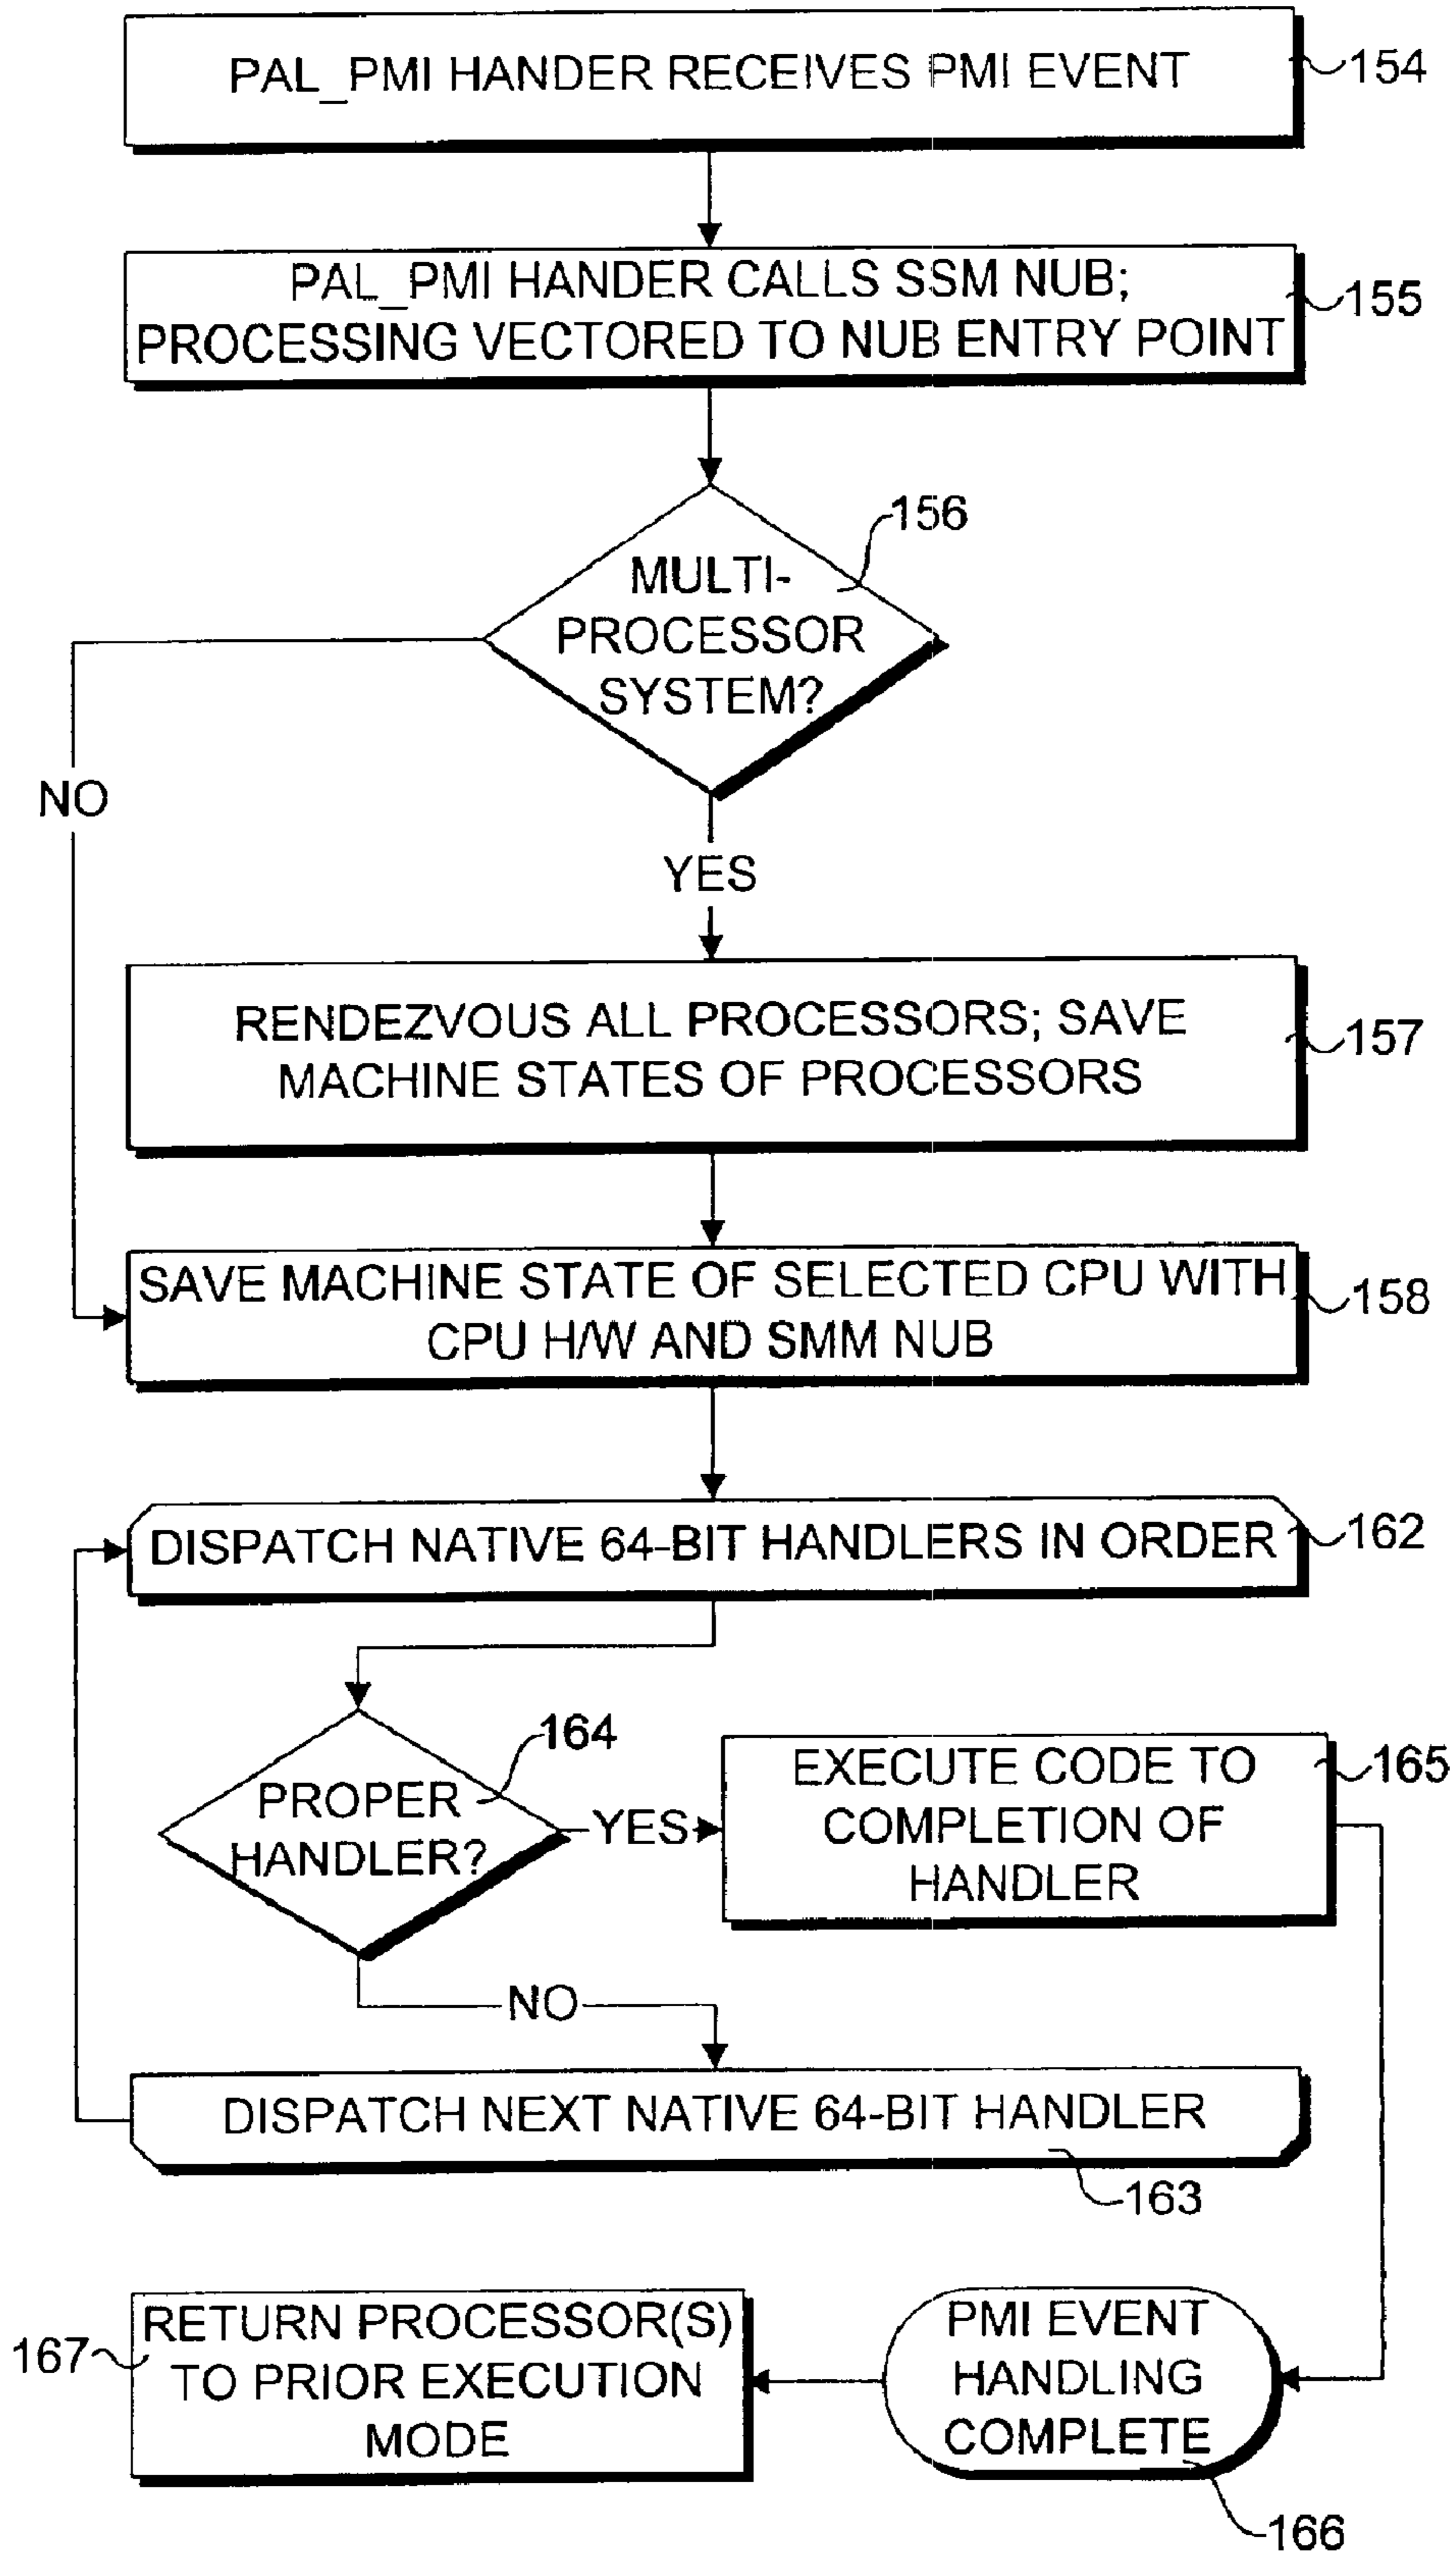 PAL_PMI HANDER RECEIVES PMI EVENT
154
PAL_PMI HANDER CALLS SSM NUB;
PROCESSING VECTORED TO NUB ENTRY POINT
155
156
MULTI-
PROCESSOR
SYSTEM?
NO
YES
RENDEZVOUS ALL PROCESSORS; SAVE
MACHINE STATES OF PROCESSORS
157
SAVE MACHINE STATE OF SELECTED CPU WITH
CPU H/W AND SMM NUB
158
DISPATCH NATIVE 64-BIT HANDLERS IN ORDER
162
164
PROPER
HANDLER?
YES
EXECUTE CODE TO
COMPLETION OF
HANDLER
165
NO
DISPATCH NEXT NATIVE 64-BIT HANDLER
163
RETURN PROCESSOR(S)
TO PRIOR EXECUTION
MODE
167
PMI EVENT
HANDLING
COMPLETE
166